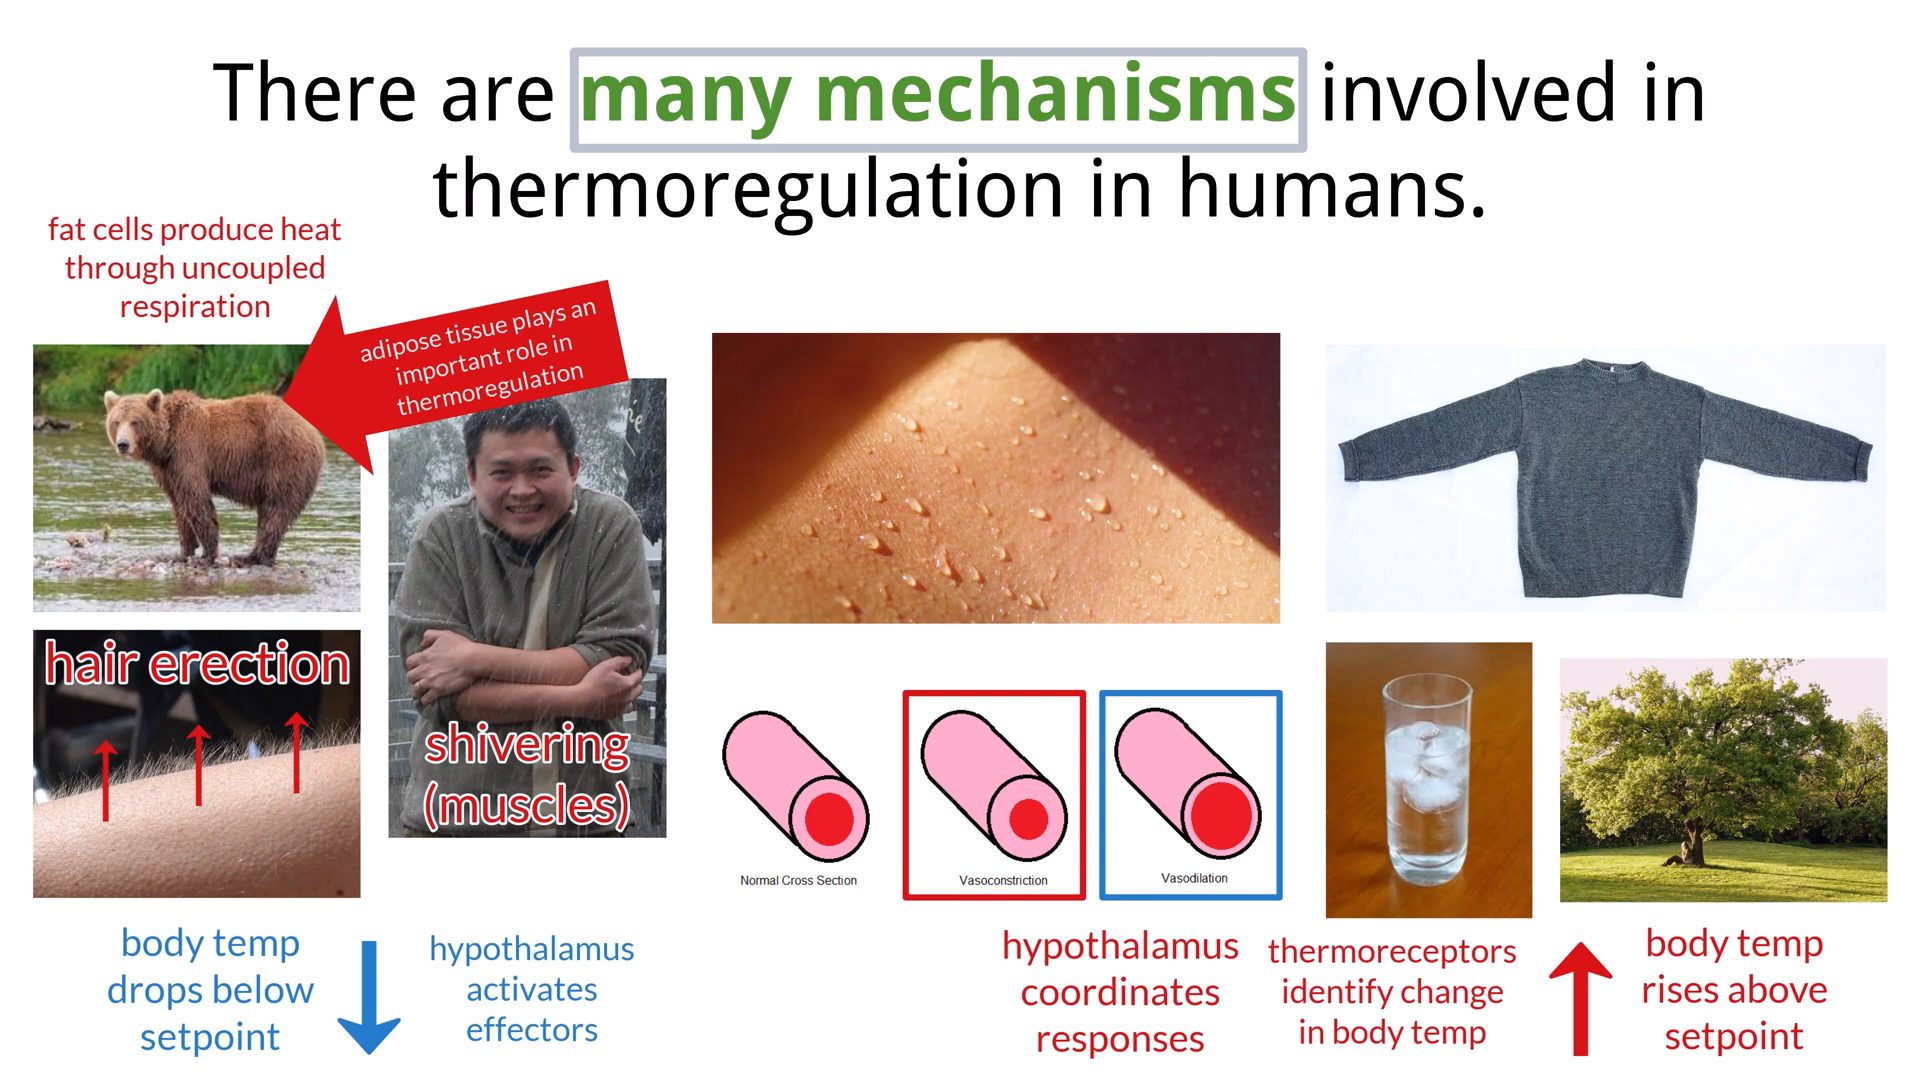 There are many mechanisms involved in
thermoregulation in humans.
fat cells produce heat
through uncoupled
respiration
adipose tissue plays an
important role in
thermoregulation
hair erection
shivering
(muscles)
Normal Cross Section
Vasoconstriction
Vasodilation
body temp
drops below
setpoint
hypothalamus
activates
effectors
hypothalamus
coordinates
responses
thermoreceptors
identify change
in body temp
body temp
rises above
setpoint